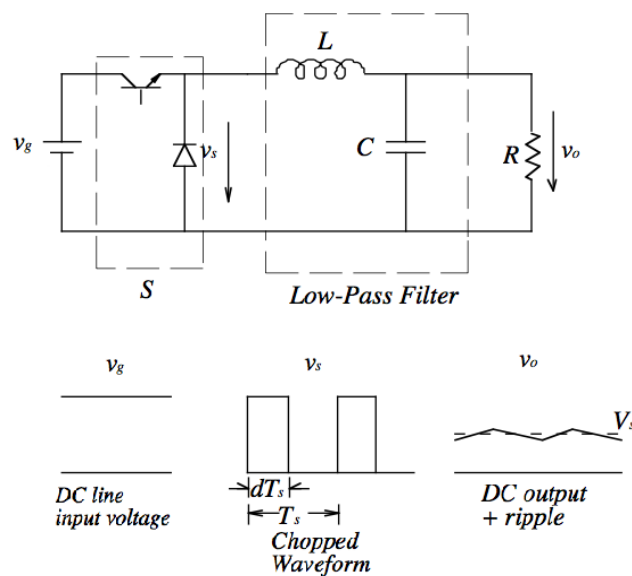 L
v_g
v_s
C
R
v_o
S
Low-Pass Filter
v_g
v_s
v_o
V_s
dT_s
T_s
DC line
input voltage
Chopped
Waveform
DC output
+ ripple